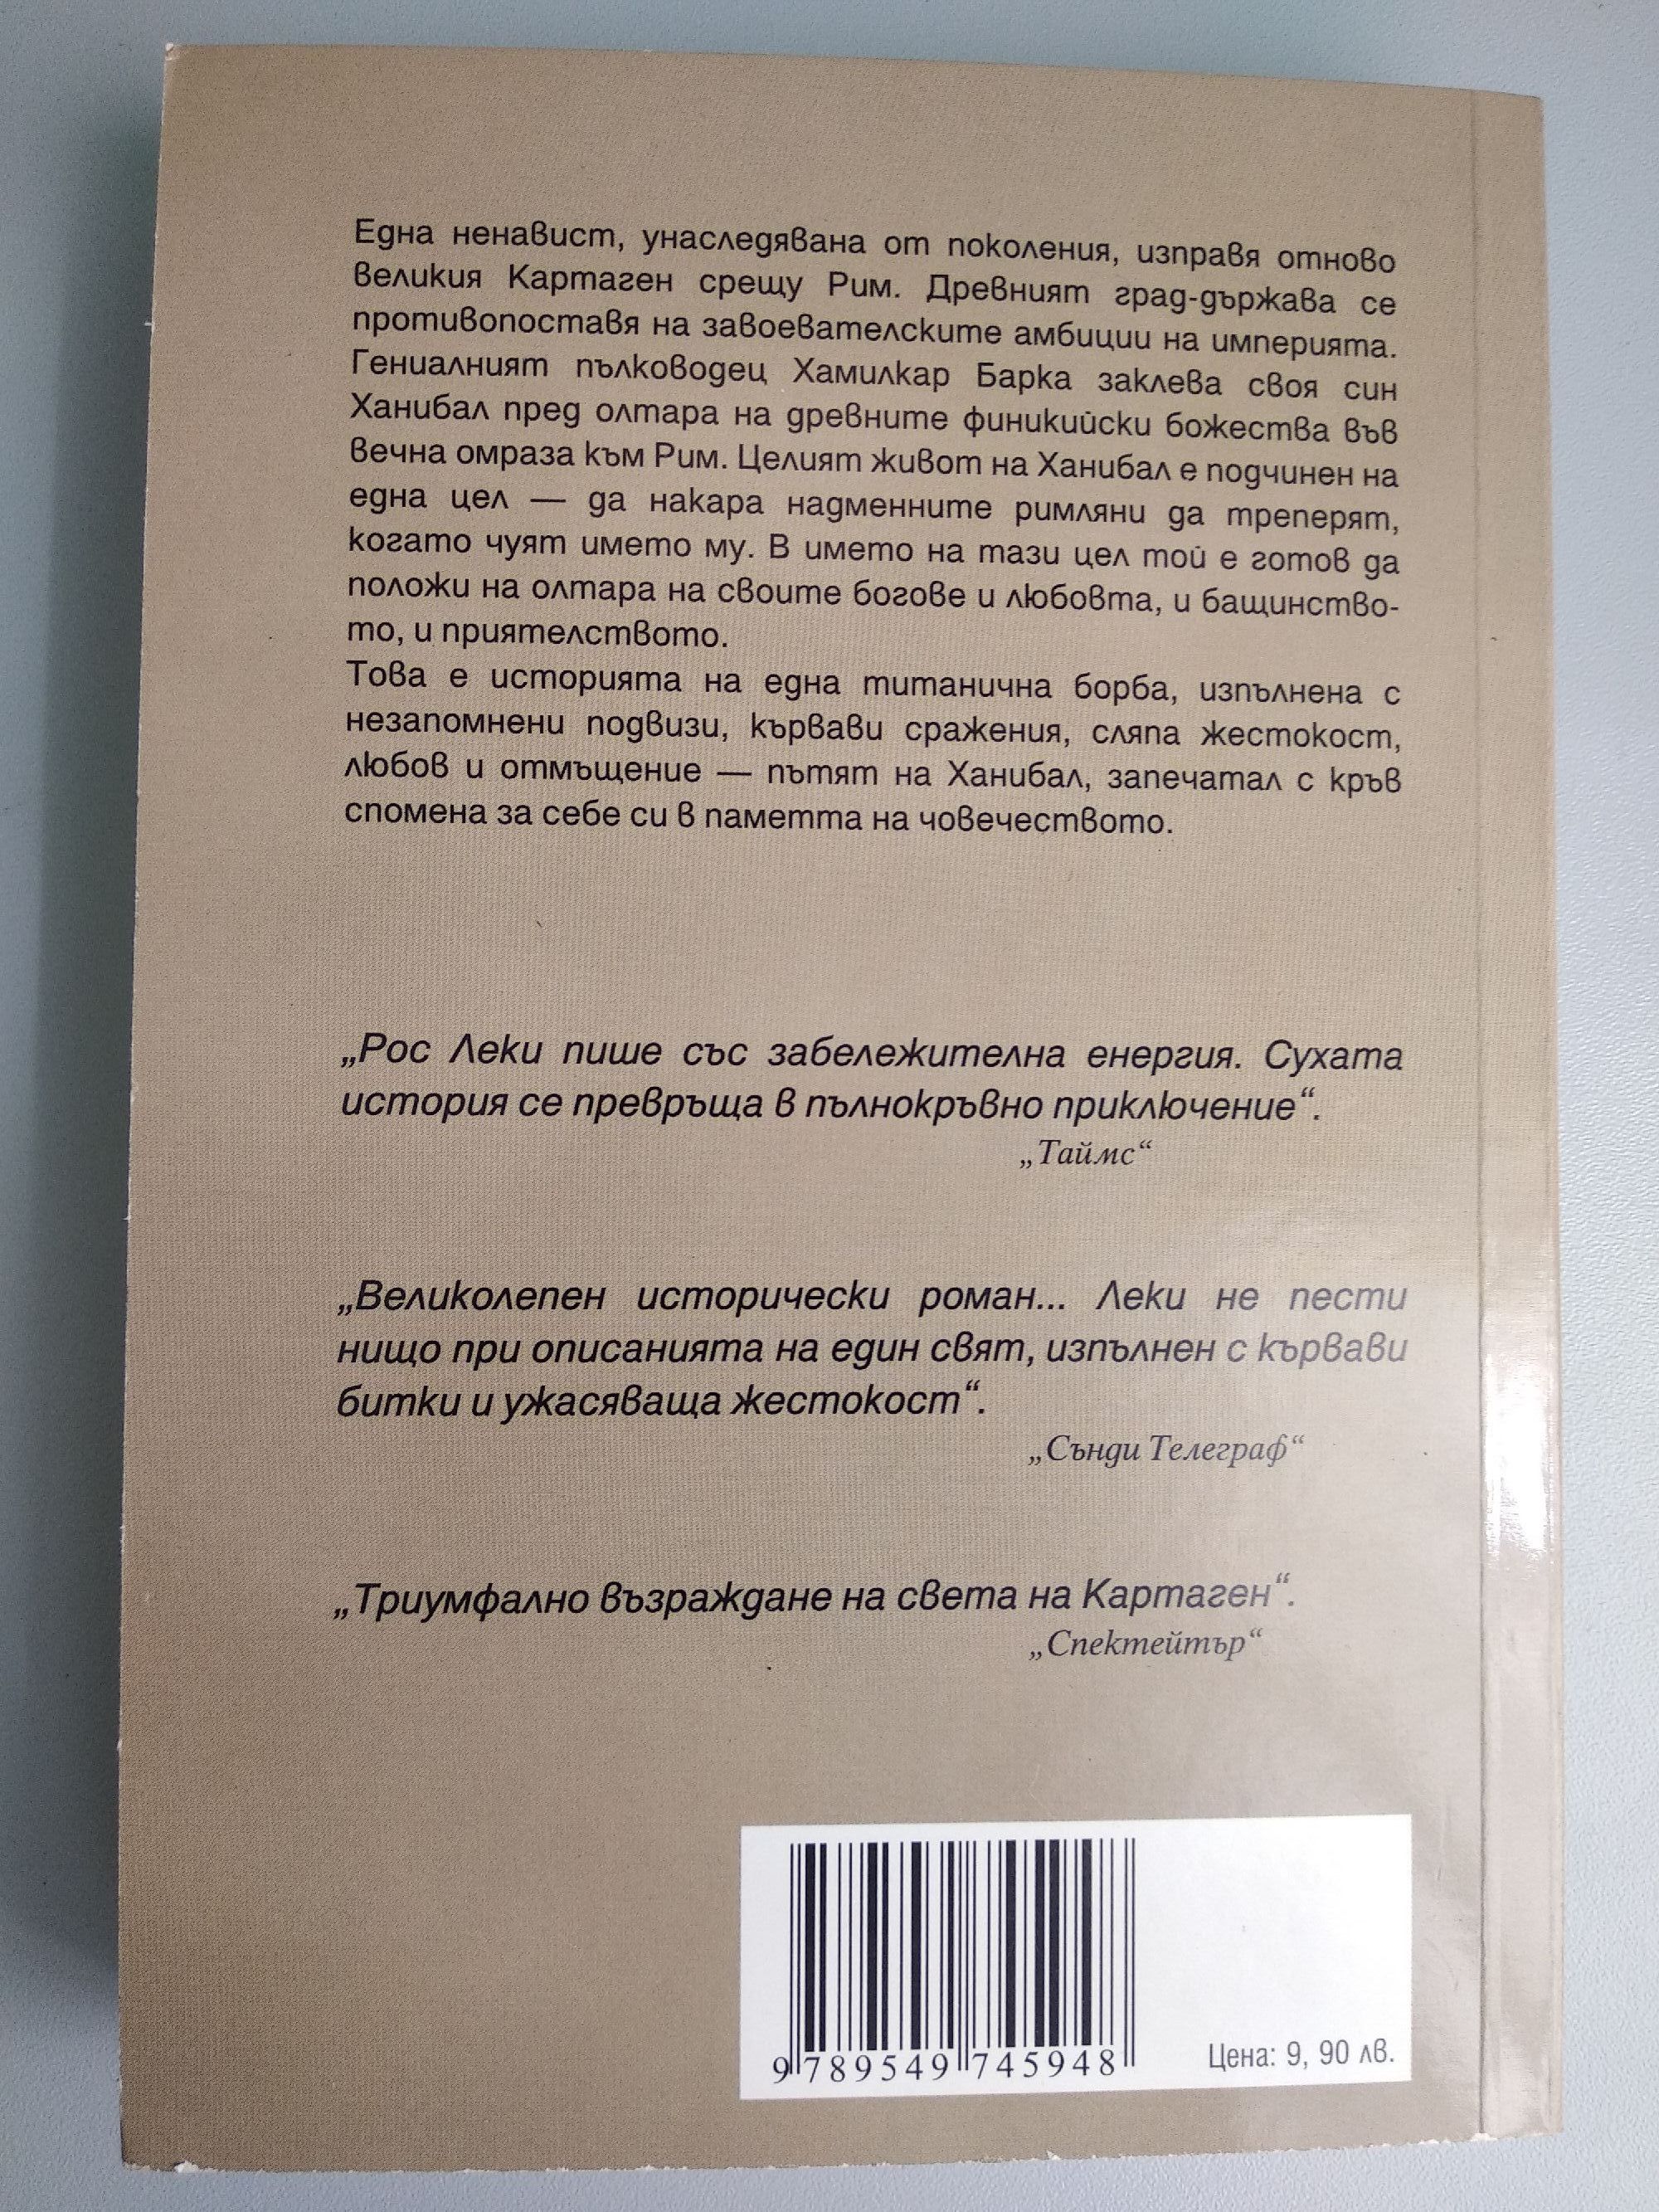 Една ненавист, унаследявана от поколения, изправя отново
великия Картаген срещу Рим. Древният град-държава се
противопоставя на завоевателските амбиции на империята.
Гениалният пълководец Хамилкар Барка заклева своя син
Ханибал пред олтара на древните финикийски божества във
вечна омраза към Рим. Целият живот на Ханибал е подчинен на
една цел — да накара надменните римляни да треперят,
когато чуят името му. В името на тази цел той е готов да
положи на олтара на своите богове и любовта, и бащинство-
то, и приятелството.
Това е историята на една титанична борба, изпълнена с
незапомнени подвизи, кървави сражения, сляпа жестокост,
любов и отмъщение — пътят на Ханибал, запечатал с кръв
спомена за себе си в паметта на човечеството.
„Рос Леки пише със забележителна енергия. Сухата
история се превръща в пълнокръвно приключение“.
„Таймс“
„Великолепен исторически роман... Леки не пести
нищо при описанията на един свят, изпълнен с кървави
битки и ужасяваща жестокост“.
„Сънди Телеграф“
„Триумфално възраждане на света на Картаген“.
„Спектейтър“
9 789549 745948
Цена: 9, 90 лв.